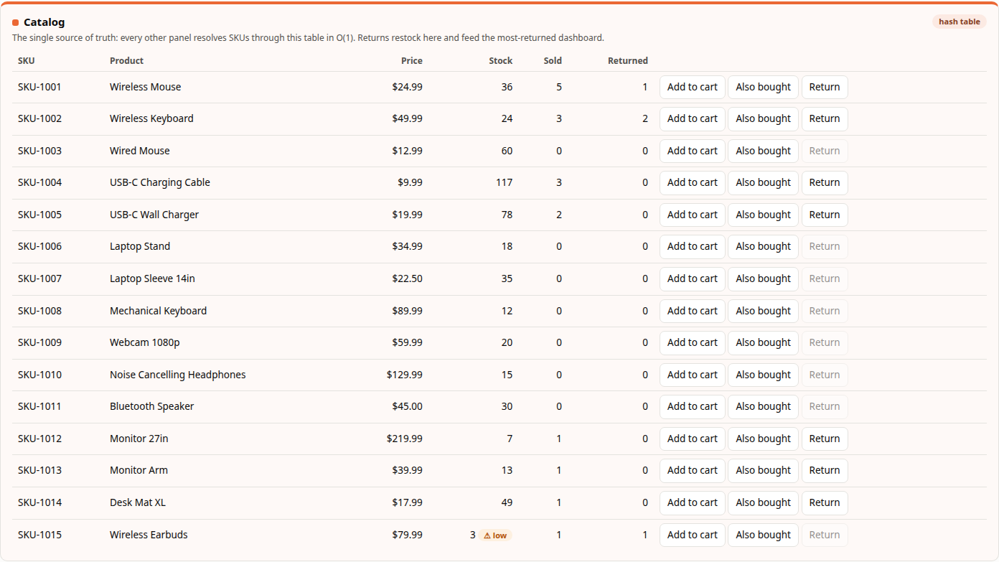 Catalog
hash table
The single source of truth: every other panel resolves SKUs through this table in O(1). Returns restock here and feed the most-returned dashboard.
SKU Product Price Stock Sold Returned
SKU-1001 Wireless Mouse $24.99 36 5 1 Add to cart Also bought Return
SKU-1002 Wireless Keyboard $49.99 24 3 2 Add to cart Also bought Return
SKU-1003 Wired Mouse $12.99 60 0 0 Add to cart Also bought Return
SKU-1004 USB-C Charging Cable $9.99 117 3 0 Add to cart Also bought Return
SKU-1005 USB-C Wall Charger $19.99 78 2 0 Add to cart Also bought Return
SKU-1006 Laptop Stand $34.99 18 0 0 Add to cart Also bought Return
SKU-1007 Laptop Sleeve 14in $22.50 35 0 0 Add to cart Also bought Return
SKU-1008 Mechanical Keyboard $89.99 12 0 0 Add to cart Also bought Return
SKU-1009 Webcam 1080p $59.99 20 0 0 Add to cart Also bought Return
SKU-1010 Noise Cancelling Headphones $129.99 15 0 0 Add to cart Also bought Return
SKU-1011 Bluetooth Speaker $45.00 30 0 0 Add to cart Also bought Return
SKU-1012 Monitor 27in $219.99 7 1 0 Add to cart Also bought Return
SKU-1013 Monitor Arm $39.99 13 1 0 Add to cart Also bought Return
SKU-1014 Desk Mat XL $17.99 49 1 0 Add to cart Also bought Return
SKU-1015 Wireless Earbuds $79.99 3 ⚠ low 1 1 Add to cart Also bought Return